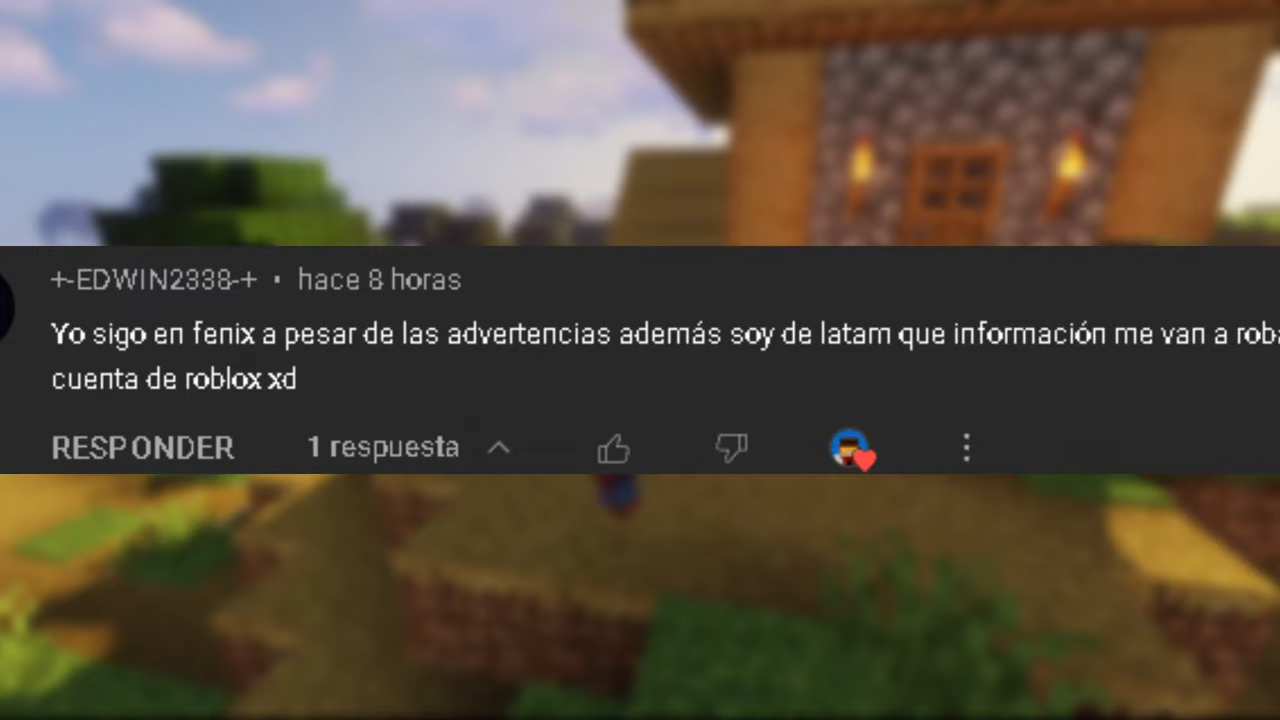 +-EDWIN2338-+ · hace 8 horas
Yo sigo en fenix a pesar de las advertencias además soy de latam que información me van a
cuenta de roblox xd
RESPONDER 1 respuesta